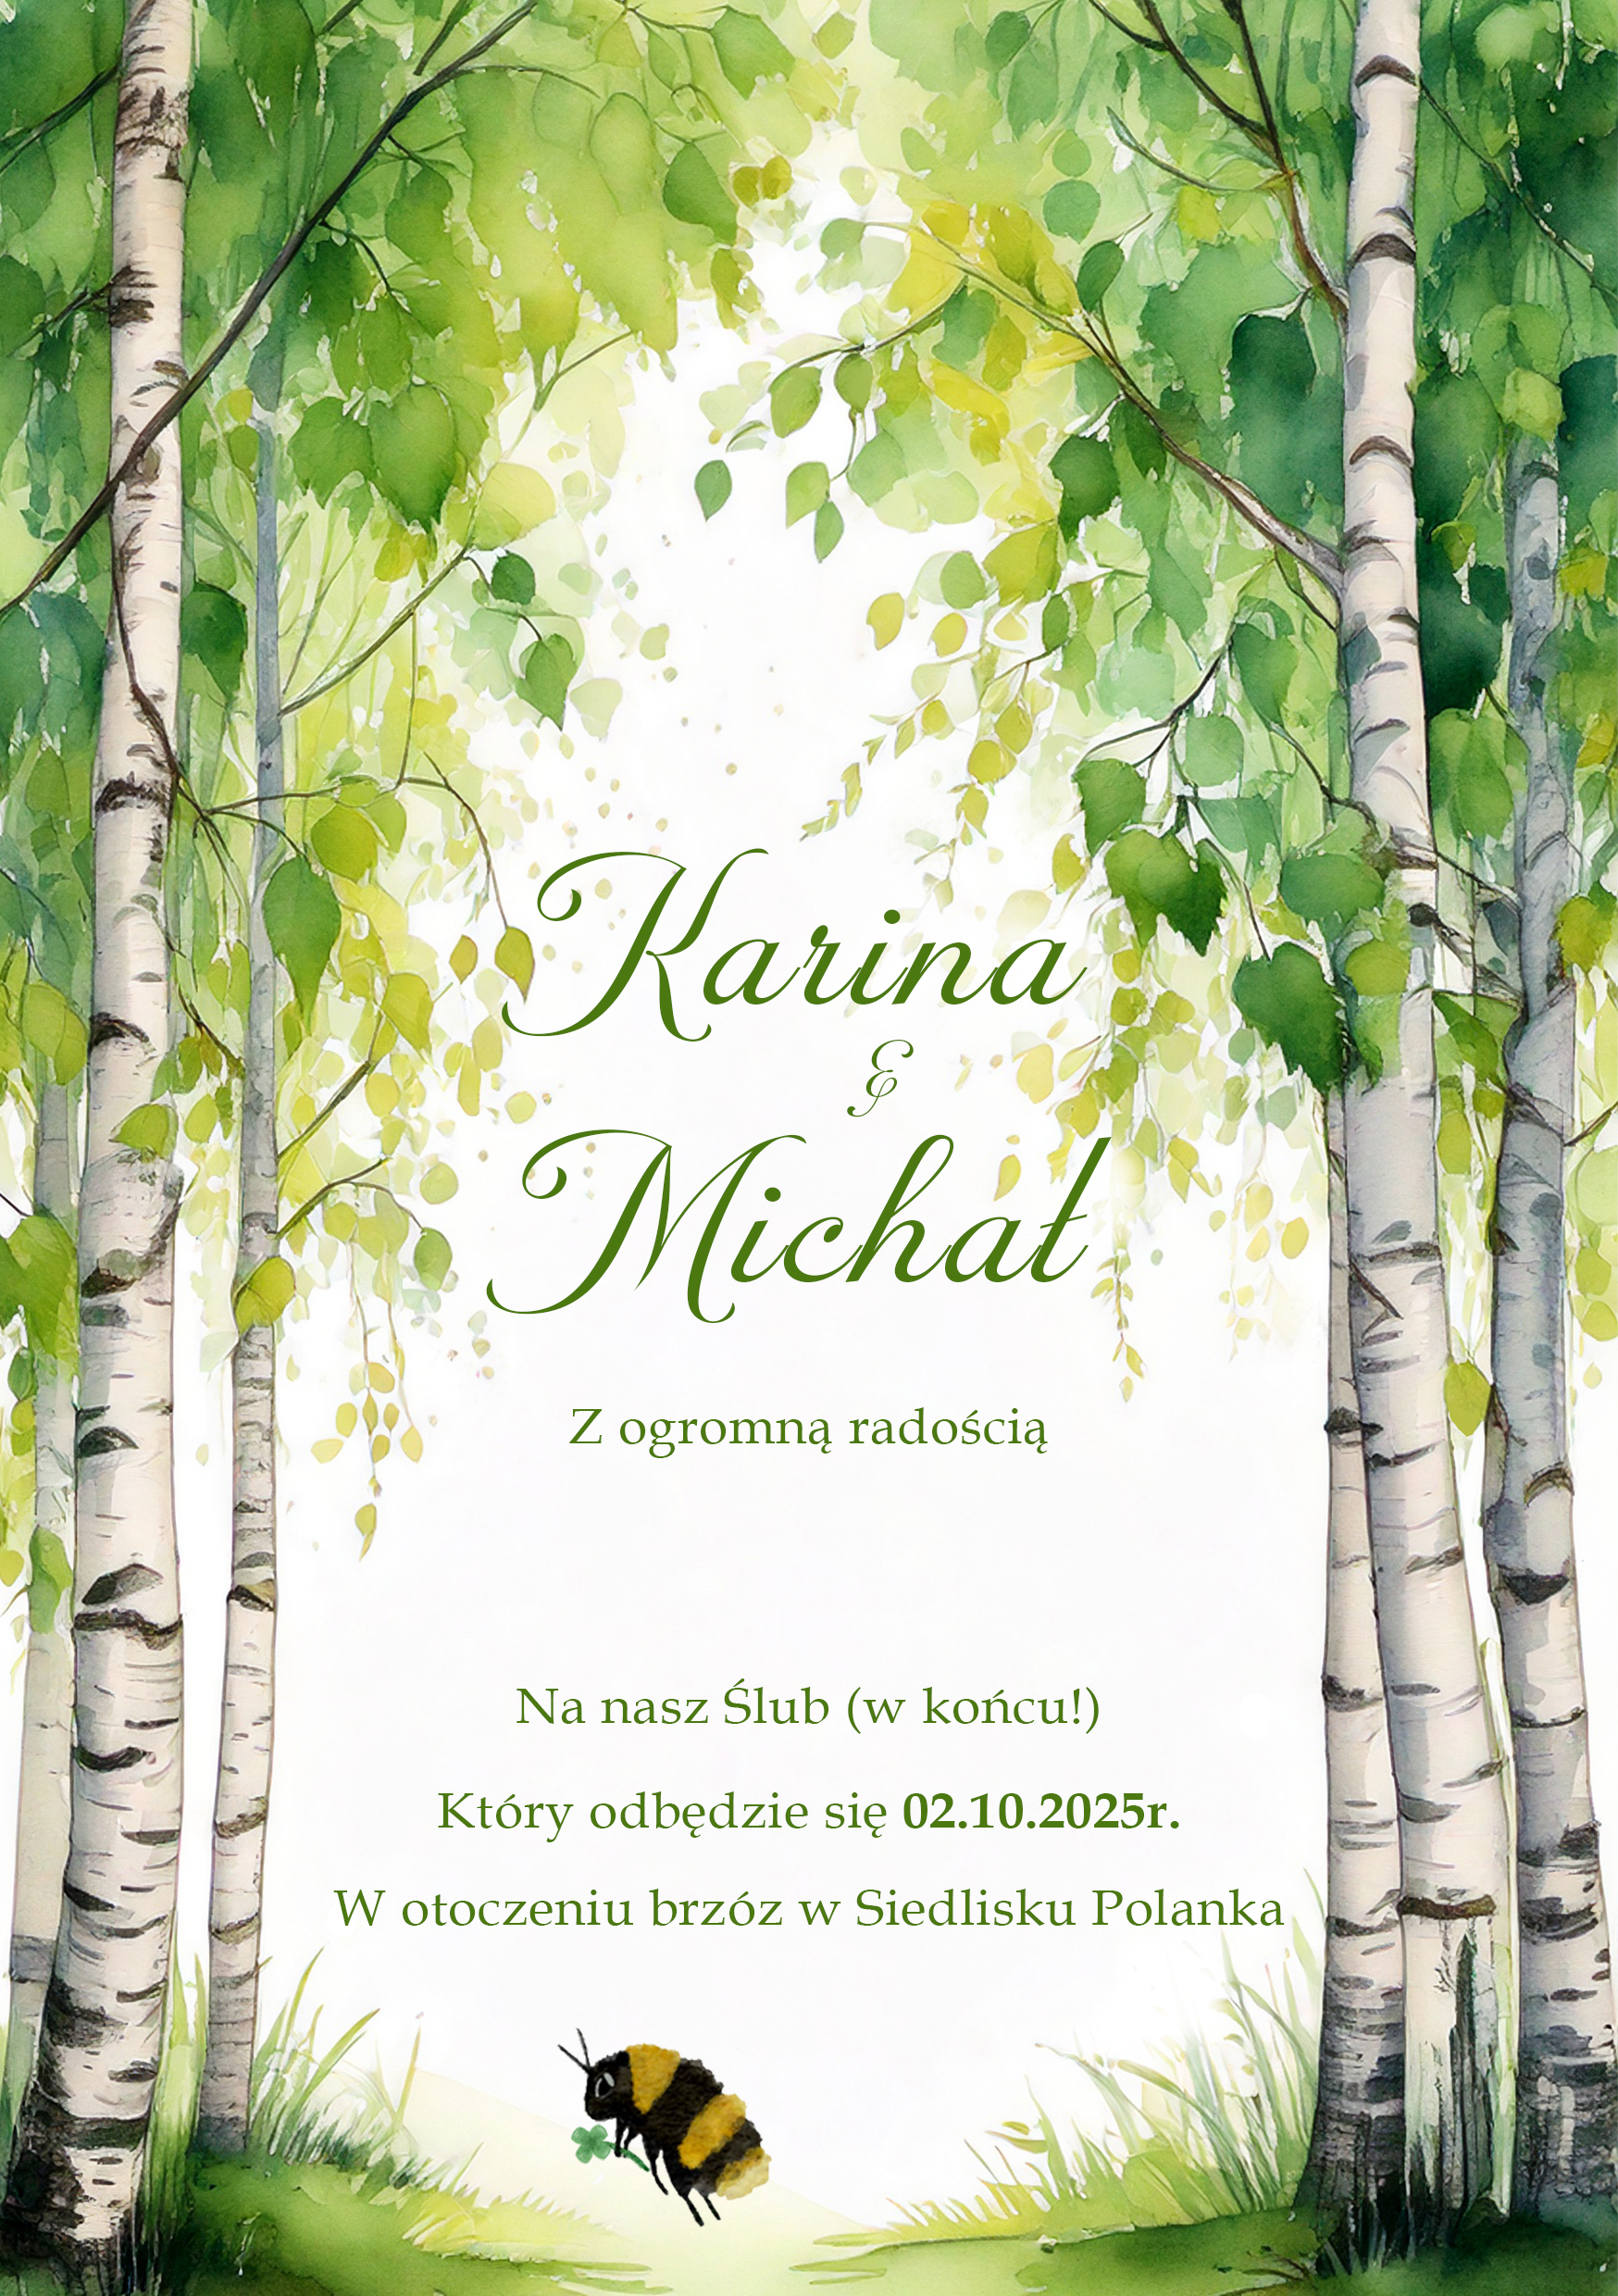 Karina
&
Michał
Z ogromną radością
Na nasz Ślub (w końcu!)
Który odbędzie się 02.10.2025r.
W otoczeniu brzóz w Siedlisku Polanka